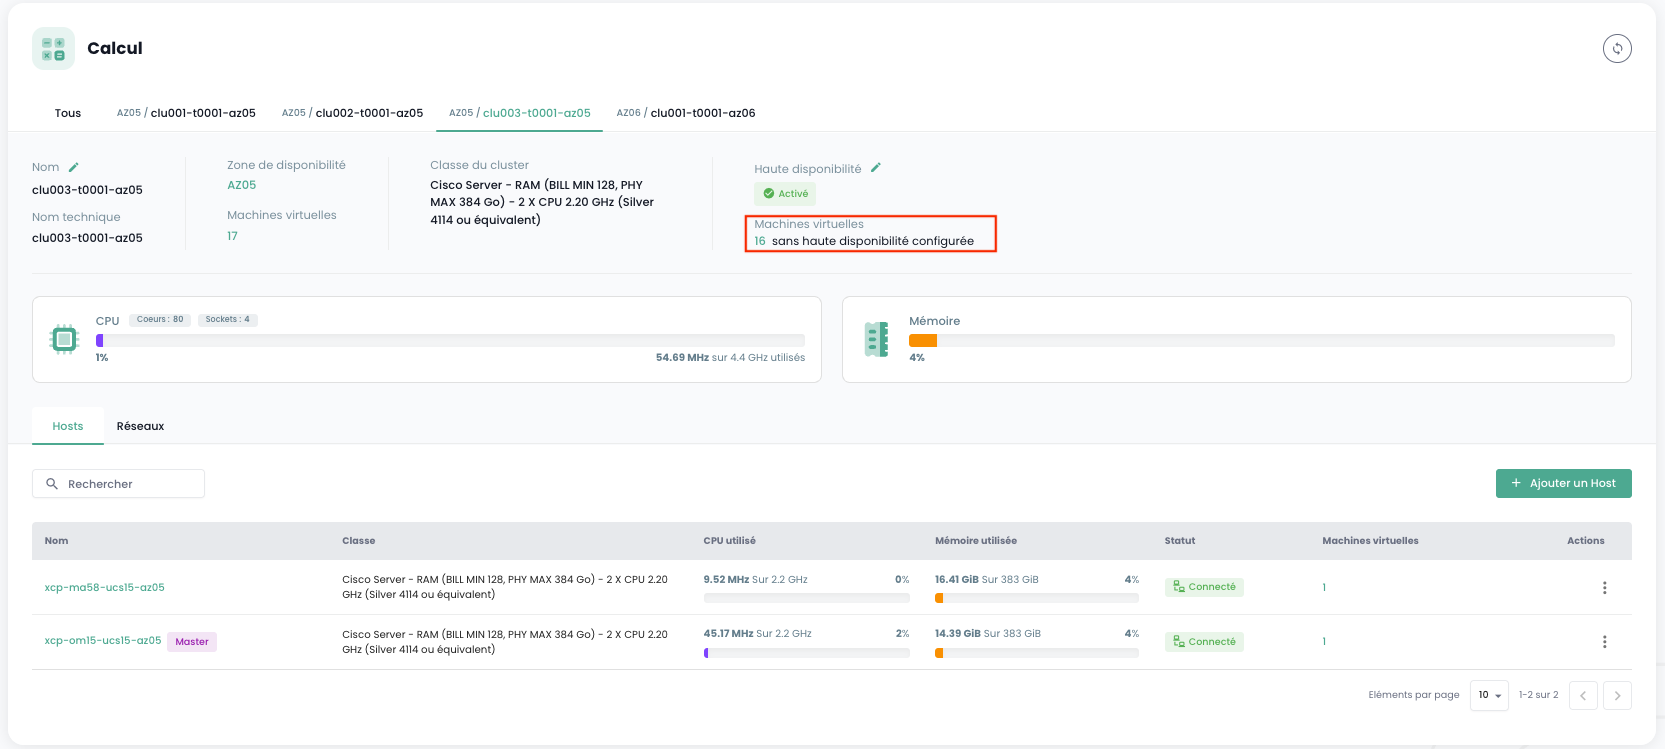 Calcul
Tous
AZ05 / clu001-t0001-az05
AZ05 / clu002-t0001-az05
AZ05 / clu003-t0001-az05
AZ06 / clu001-t0001-az06
Nom
clu003-t0001-az05
Nom technique
clu003-t0001-az05
Zone de disponibilité
AZ05
Machines virtuelles
17
Classe du cluster
Cisco Server - RAM (BILL MIN 128, PHY
MAX 384 Go) - 2 X CPU 2.20 GHz (Silver
4114 ou équivalent)
Haute disponibilité
Activé
Machines virtuelles
16 sans haute disponibilité configurée
CPU Coeurs : 80 Sockets : 4
1%
54.69 MHz sur 4.4 GHz utilisés
Mémoire
4%
Hosts
Réseaux
Rechercher
+ Ajouter un Host
Nom
Classe
CPU utilisé
Mémoire utilisée
Statut
Machines virtuelles
Actions
xcp-ma58-ucs15-az05
Cisco Server - RAM (BILL MIN 128, PHY MAX 384 Go) - 2 X CPU 2.20
GHz (Silver 4114 ou équivalent)
9.52 MHz Sur 2.2 GHz
0%
16.41 GiB Sur 383 GiB
4%
Connecté
1
xcp-om15-ucs15-az05 Master
Cisco Server - RAM (BILL MIN 128, PHY MAX 384 Go) - 2 X CPU 2.20
GHz (Silver 4114 ou équivalent)
45.17 MHz Sur 2.2 GHz
2%
14.39 GiB Sur 383 GiB
4%
Connecté
1
Eléments par page
10
1-2 sur 2